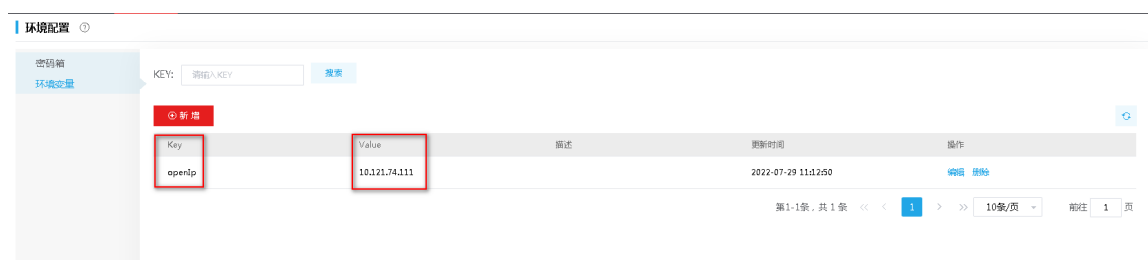 环境配置 ?
密码箱
环境变量
KEY: 请输入KEY 搜索
新增
Key Value 描述 更新时间 操作
openIp 10.121.74.111 2022-07-29 11:12:50 编辑 删除
第1-1条，共 1 条 << < 1 > >> 10条/页 前往 1 页